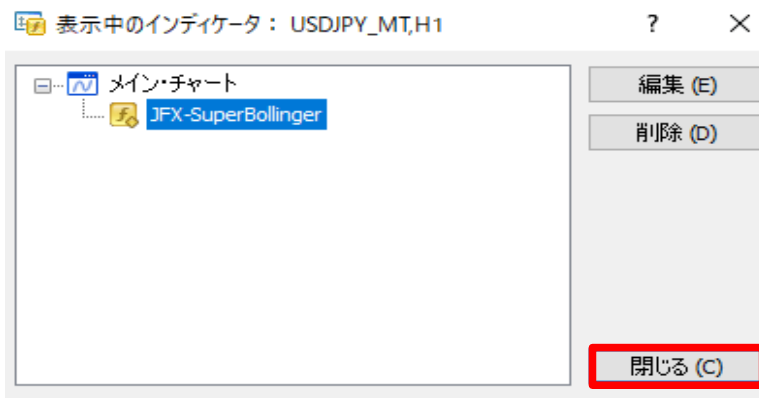 表示中のインディケータ： USDJPY_MT,H1 ?
メイン・チャート
JFX-SuperBollinger
編集 (E)
削除 (D)
閉じる (C)